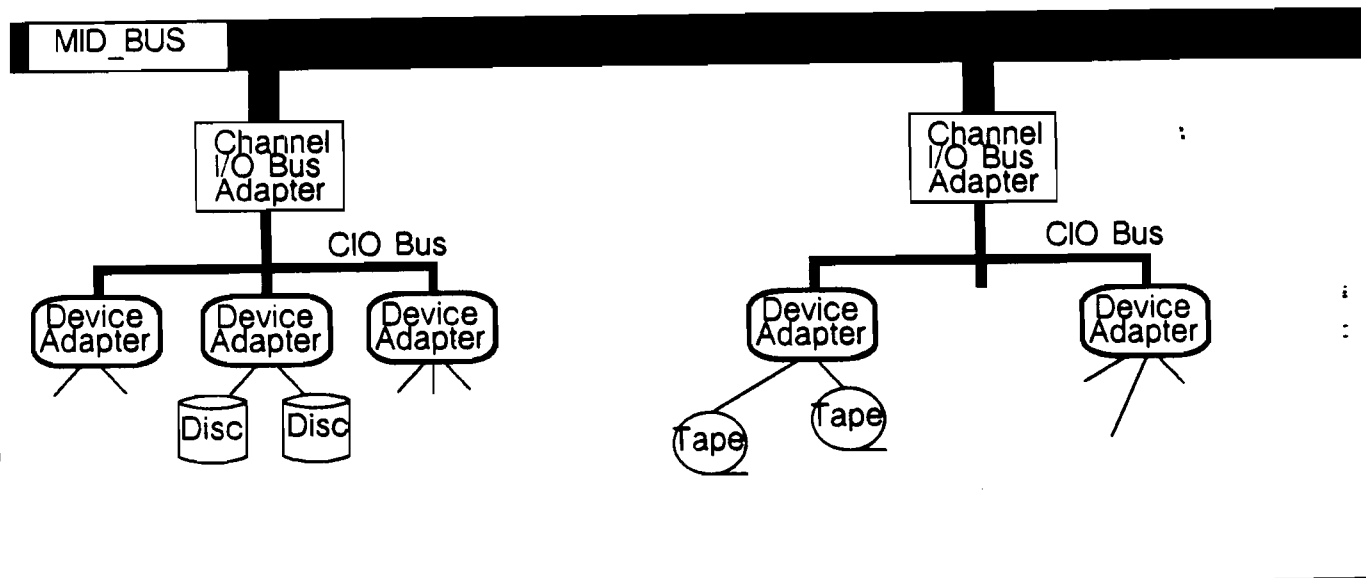 MID_BUS
Channel
I/O Bus
Adapter
Channel
I/O Bus
Adapter
CIO Bus
CIO Bus
Device
Adapter
Device
Adapter
Device
Adapter
Device
Adapter
Device
Adapter
Disc
Disc
Tape
Tape